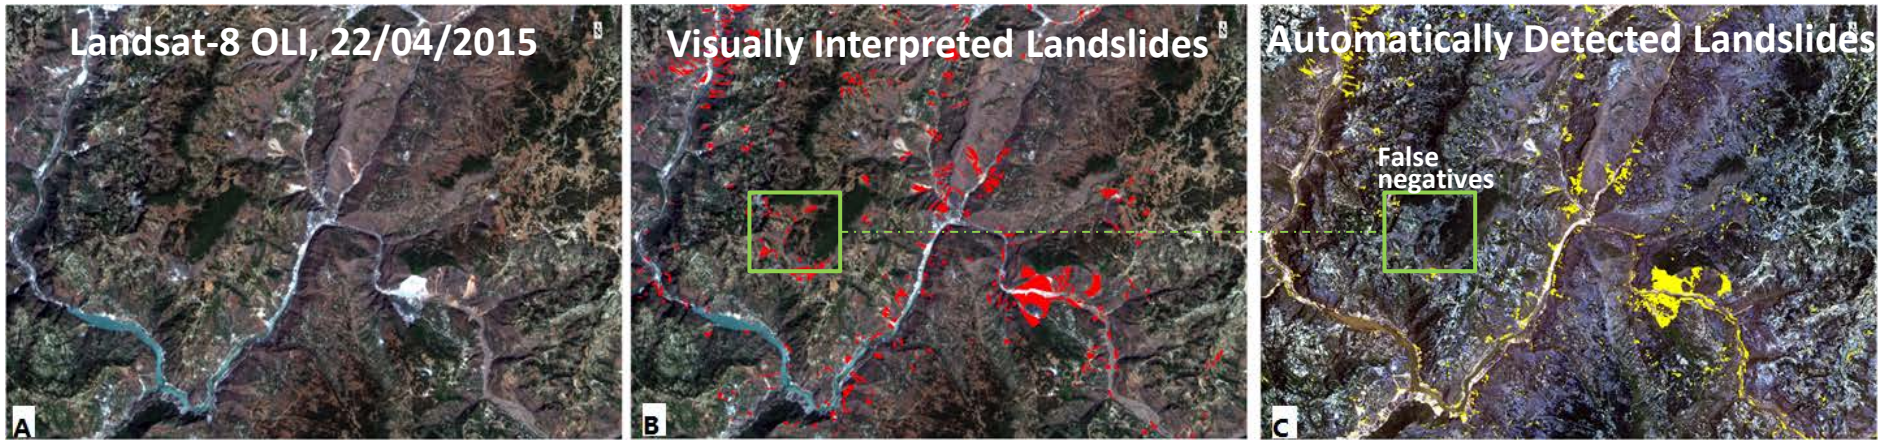 Landsat-8 OLI, 22/04/2015
Visually Interpreted Landslides
Automatically Detected Landslides
False
negatives
A
B
C